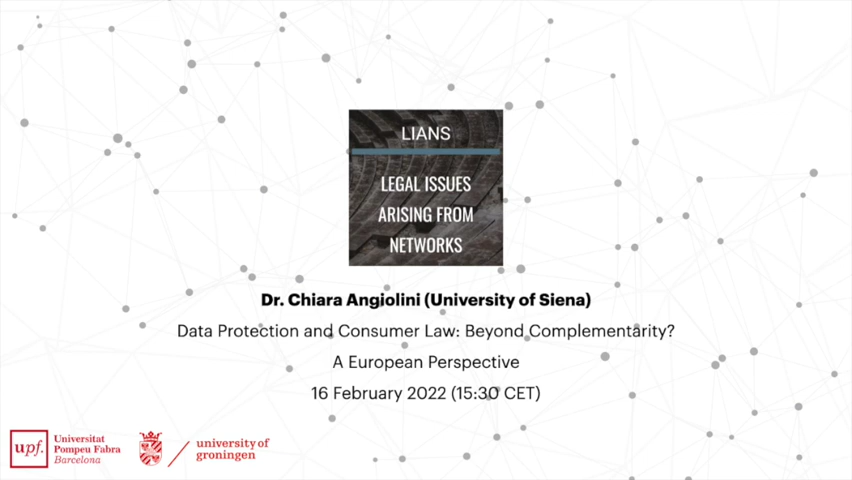 LIANS
LEGAL ISSUES
ARISING FROM
NETWORKS
Dr. Chiara Angiolini (University of Siena)
Data Protection and Consumer Law: Beyond Complementarity?
A European Perspective
16 February 2022 (15:30 CET)
upf.
Universitat
Pompeu Fabra
Barcelona
university of
groningen